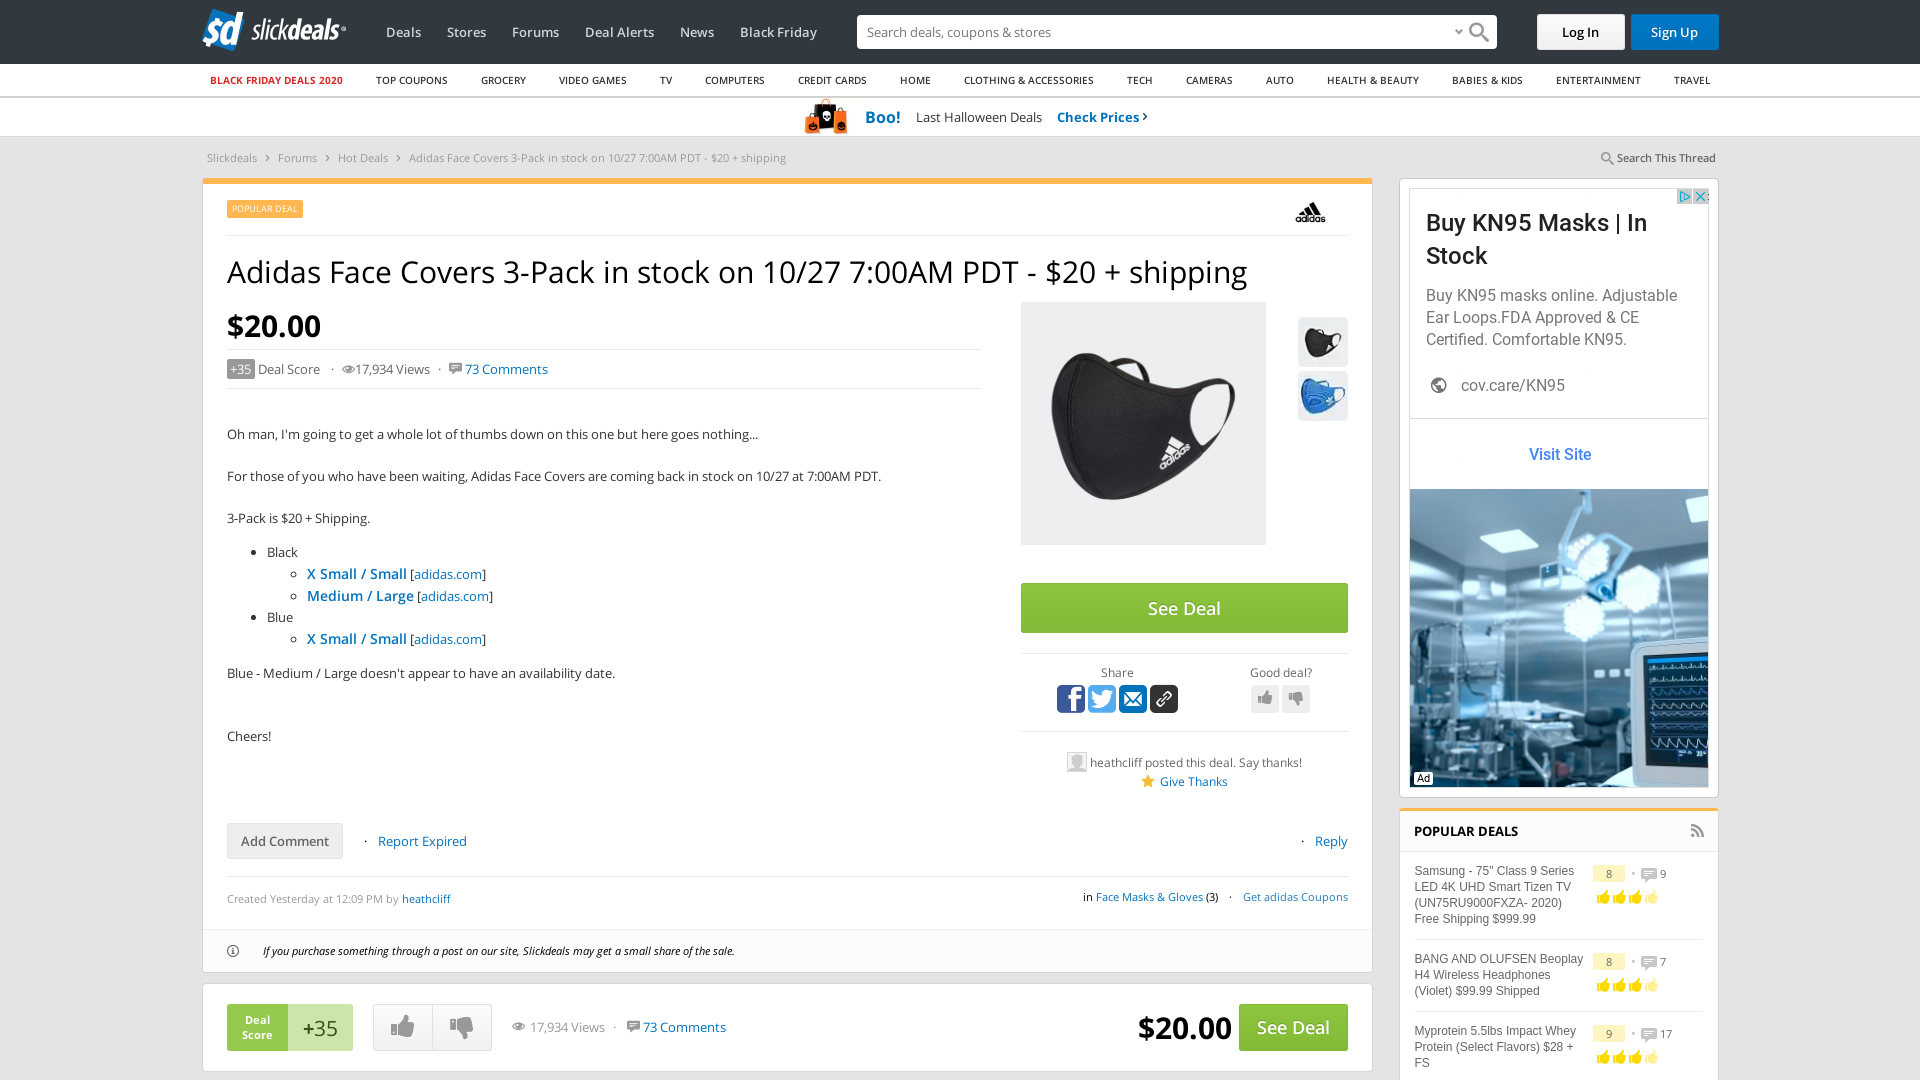 sd slickdeals
Deals
Stores
Forums
Deal Alerts
News
Black Friday
Search deals, coupons & stores
Log In
Sign Up
BLACK FRIDAY DEALS 2020
TOP COUPONS
GROCERY
VIDEO GAMES
TV
COMPUTERS
CREDIT CARDS
HOME
CLOTHING & ACCESSORIES
TECH
CAMERAS
AUTO
HEALTH & BEAUTY
BABIES & KIDS
ENTERTAINMENT
TRAVEL
Boo! Last Halloween Deals Check Prices ›
Slickdeals › Forums › Hot Deals › Adidas Face Covers 3-Pack in stock on 10/27 7:00AM PDT - $20 + shipping
Search This Thread
POPULAR DEAL
adidas
Adidas Face Covers 3-Pack in stock on 10/27 7:00AM PDT - $20 + shipping
$20.00
+35 Deal Score · 17,934 Views · 73 Comments
Oh man, I'm going to get a whole lot of thumbs down on this one but here goes nothing...
For those of you who have been waiting, Adidas Face Covers are coming back in stock on 10/27 at 7:00AM PDT.
3-Pack is $20 + Shipping.
Black
X Small / Small [adidas.com]
Medium / Large [adidas.com]
Blue
X Small / Small [adidas.com]
Blue - Medium / Large doesn't appear to have an availability date.
Cheers!
adidas
See Deal
Share
Good deal?
heathcliff posted this deal. Say thanks!
Give Thanks
Add Comment · Report Expired
· Reply
Created Yesterday at 12:09 PM by heathcliff
in Face Masks & Gloves (3) · Get adidas Coupons
If you purchase something through a post on our site, Slickdeals may get a small share of the sale.
Deal
Score
+35
17,934 Views · 73 Comments
$20.00
See Deal
Buy KN95 Masks | In
Stock
Buy KN95 masks online. Adjustable
Ear Loops.FDA Approved & CE
Certified. Comfortable KN95.
cov.care/KN95
Visit Site
Ad
POPULAR DEALS
Samsung - 75" Class 9 Series
LED 4K UHD Smart Tizen TV
(UN75RU9000FXZA- 2020)
Free Shipping $999.99
8 • 9
BANG AND OLUFSEN Beoplay
H4 Wireless Headphones
(Violet) $99.99 Shipped
8 • 7
Myprotein 5.5lbs Impact Whey
Protein (Select Flavors) $28 +
FS
9 • 17